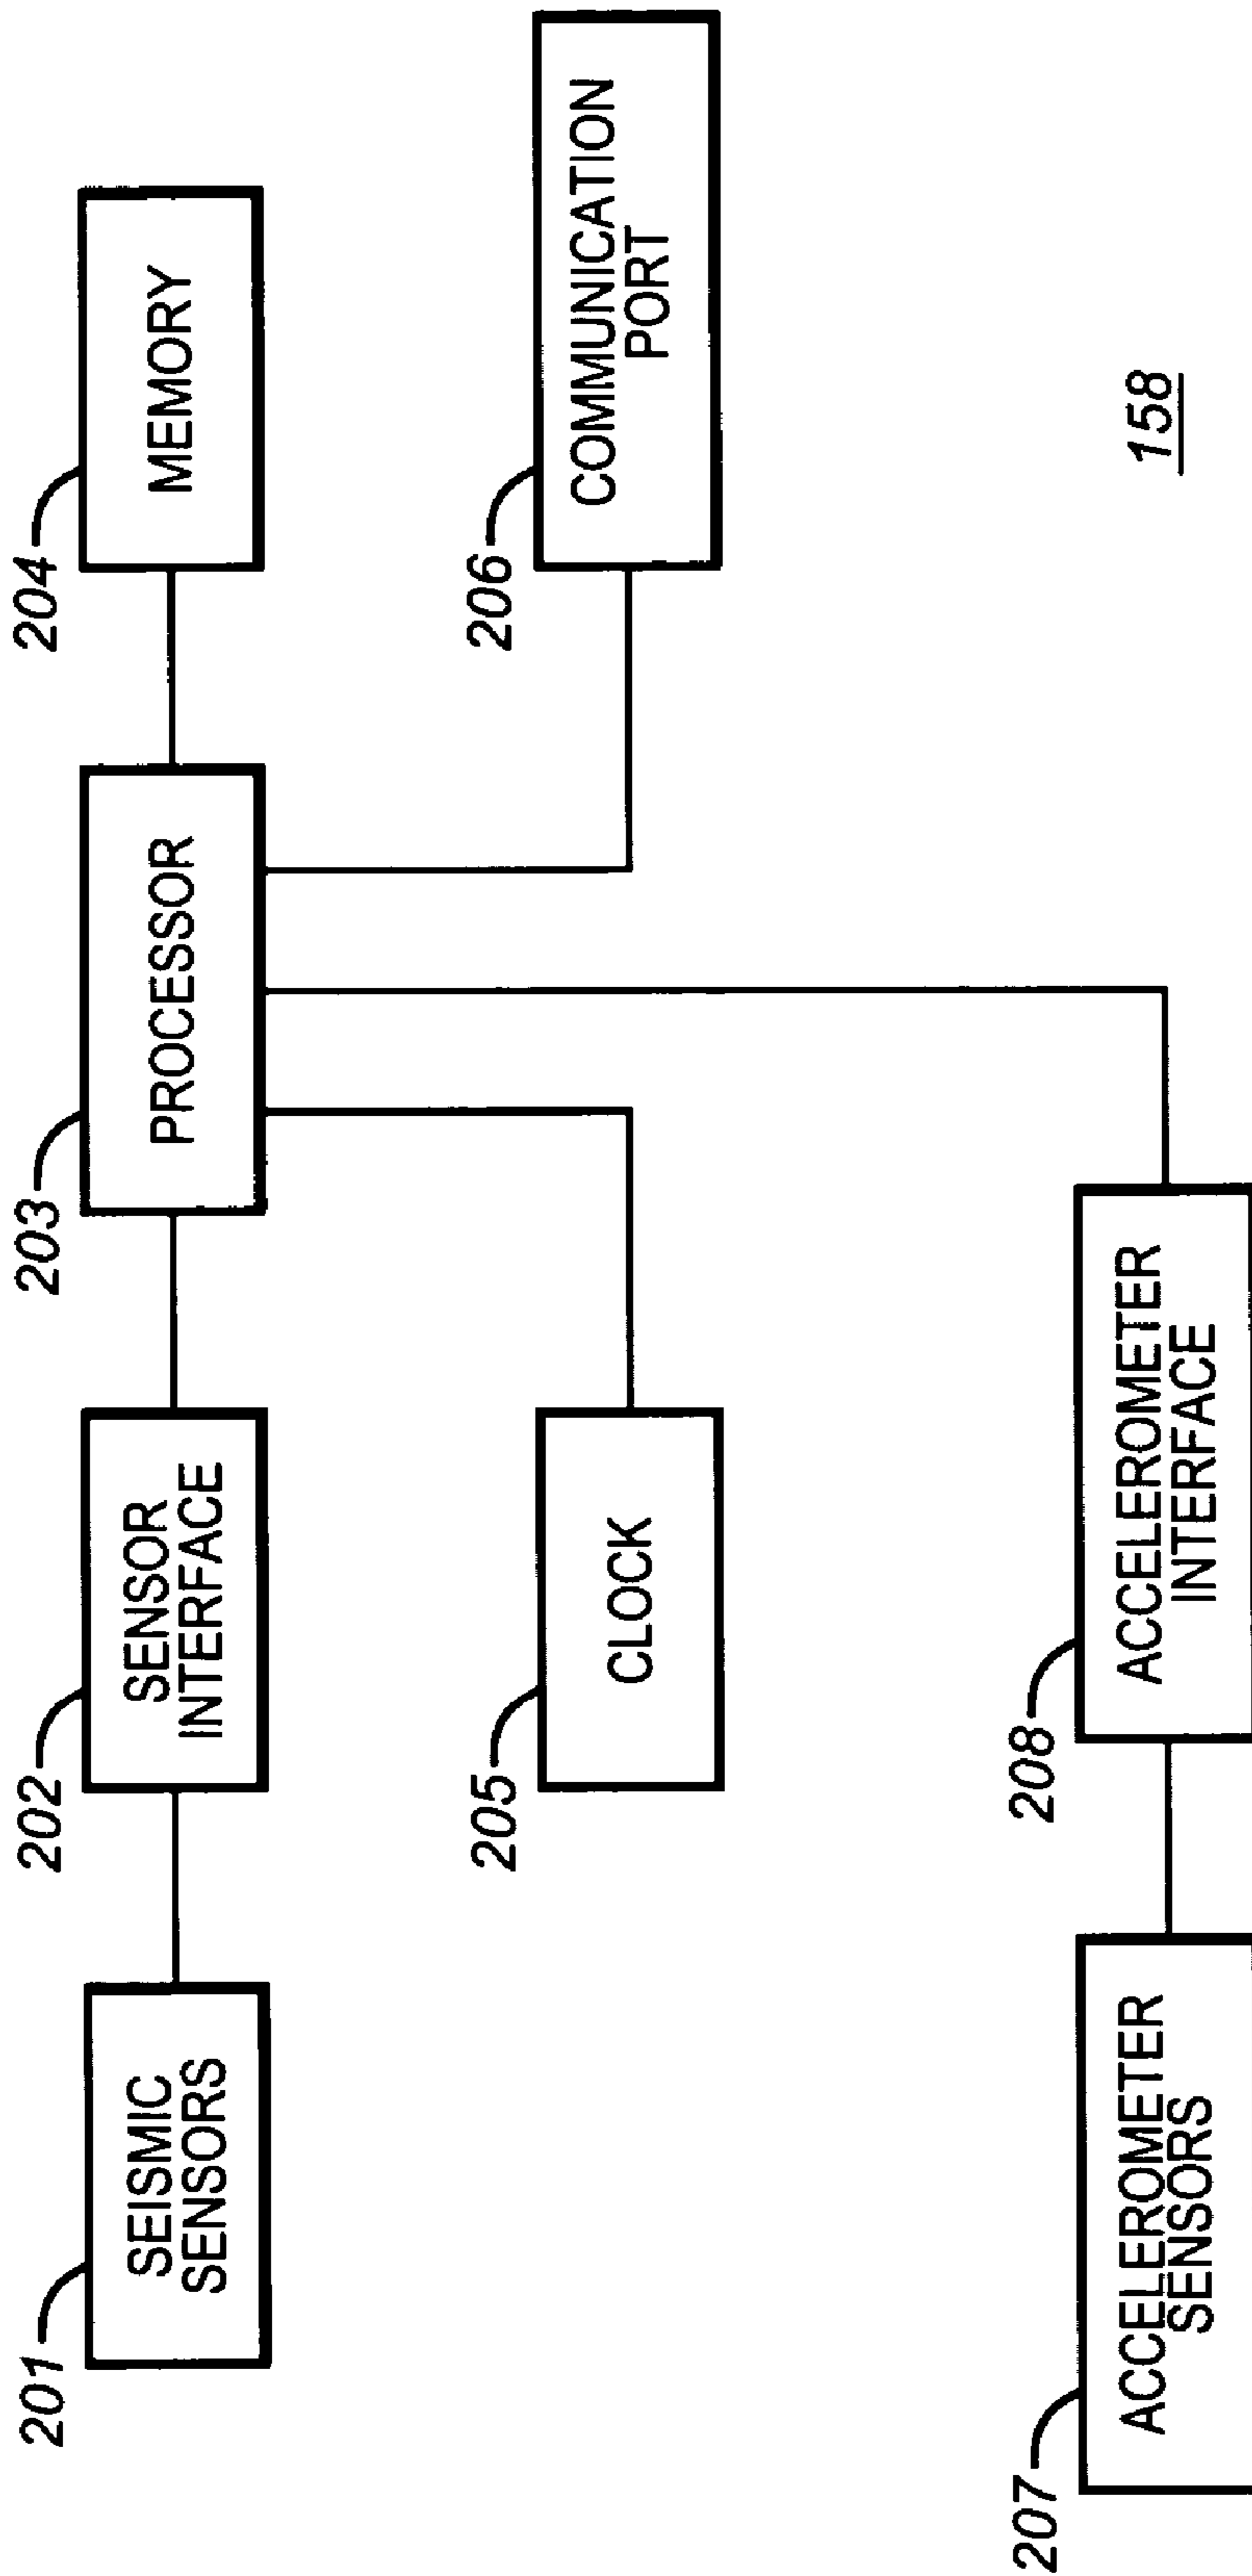 201
SEISMIC
SENSORS
202
SENSOR
INTERFACE
203
PROCESSOR
204
MEMORY
205
CLOCK
206
COMMUNICATION
PORT
207
ACCELEROMETER
SENSORS
208
ACCELEROMETER
INTERFACE
158